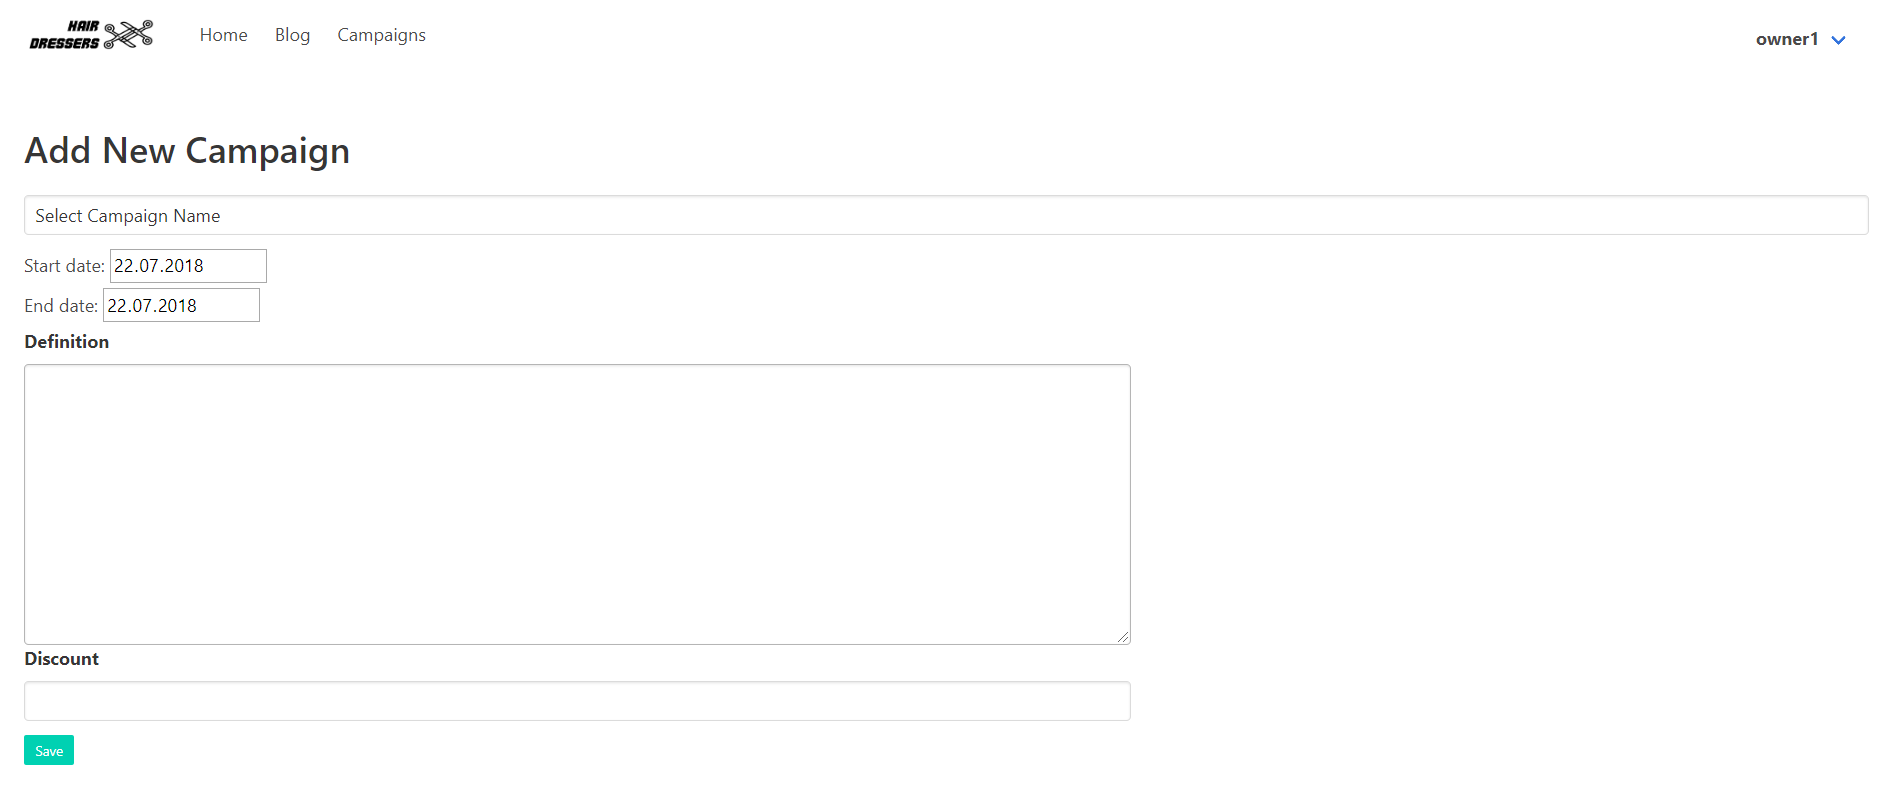 HAIR
DRESSERS
Home Blog Campaigns
owner1
Add New Campaign
Select Campaign Name
Start date: 22.07.2018
End date: 22.07.2018
Definition
Discount
Save